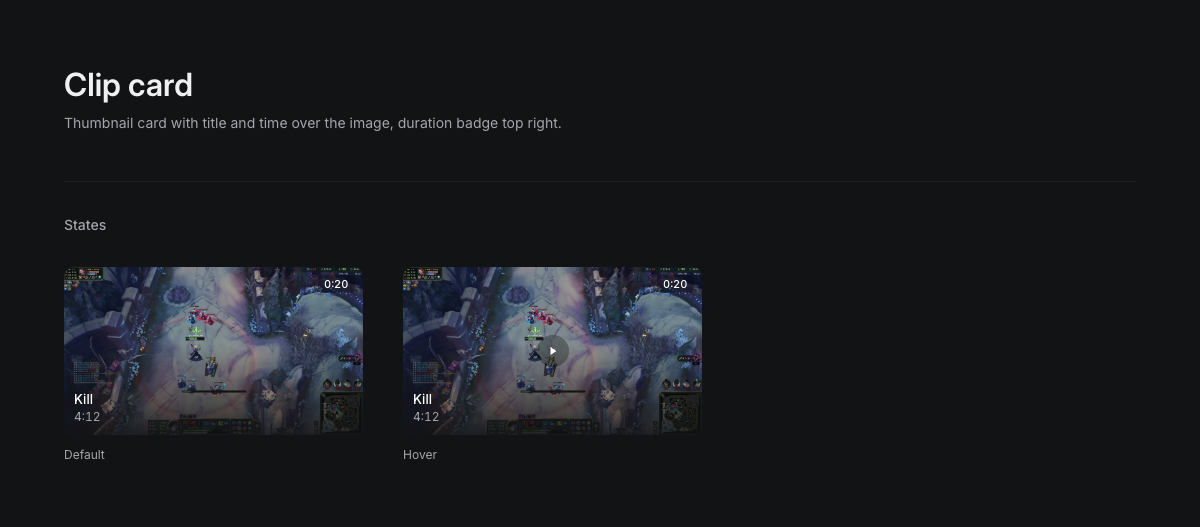 Clip card
Thumbnail card with title and time over the image, duration badge top right.
States
0:20
Kill
4:12
Default
0:20
Kill
4:12
Hover